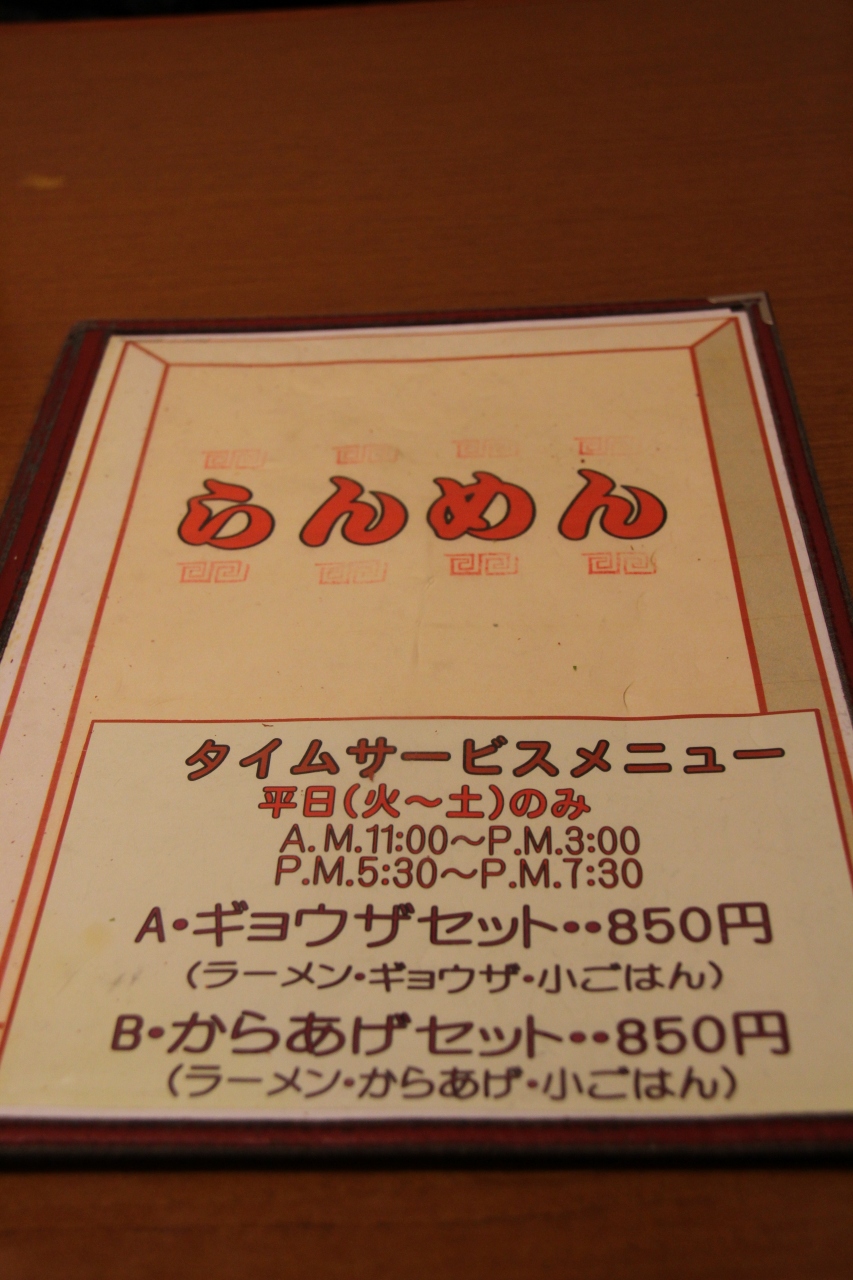 らんめん
タイムサービスメニュー
平日(火～土)のみ
A.M.11:00～P.M.3:00
P.M.5:30～P.M.7:30
A・ギョウザセット・・850円
(ラーメン・ギョウザ・小ごはん)
B・からあげセット・・850円
(ラーメン・からあげ・小ごはん)